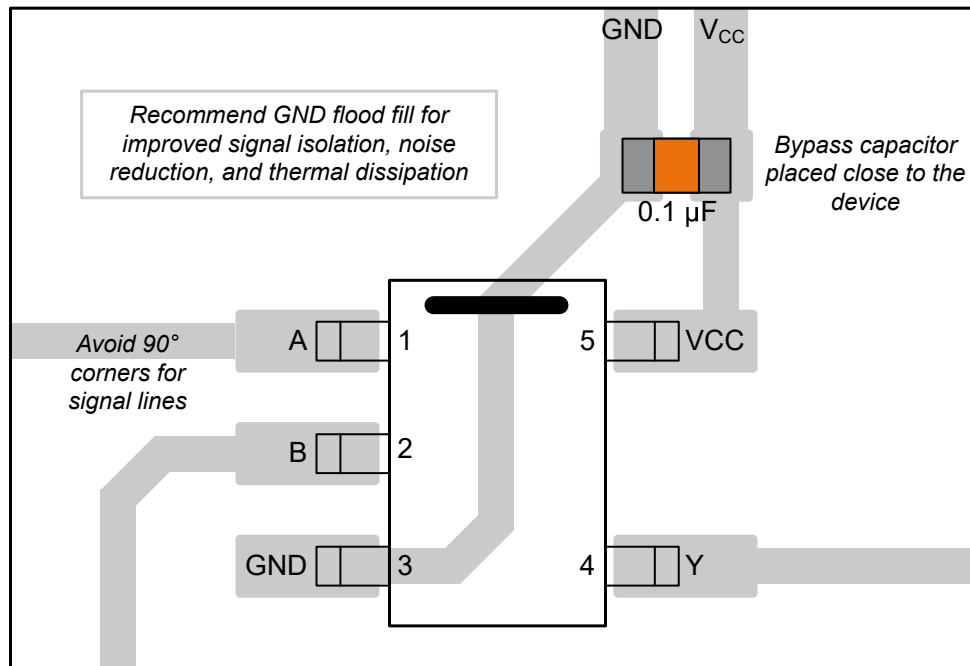 GND
V_CC
Recommend GND flood fill for
improved signal isolation, noise
reduction, and thermal dissipation
Bypass capacitor
placed close to the
device
0.1 µF
A
1
5
VCC
Avoid 90°
corners for
signal lines
B
2
GND
3
4
Y